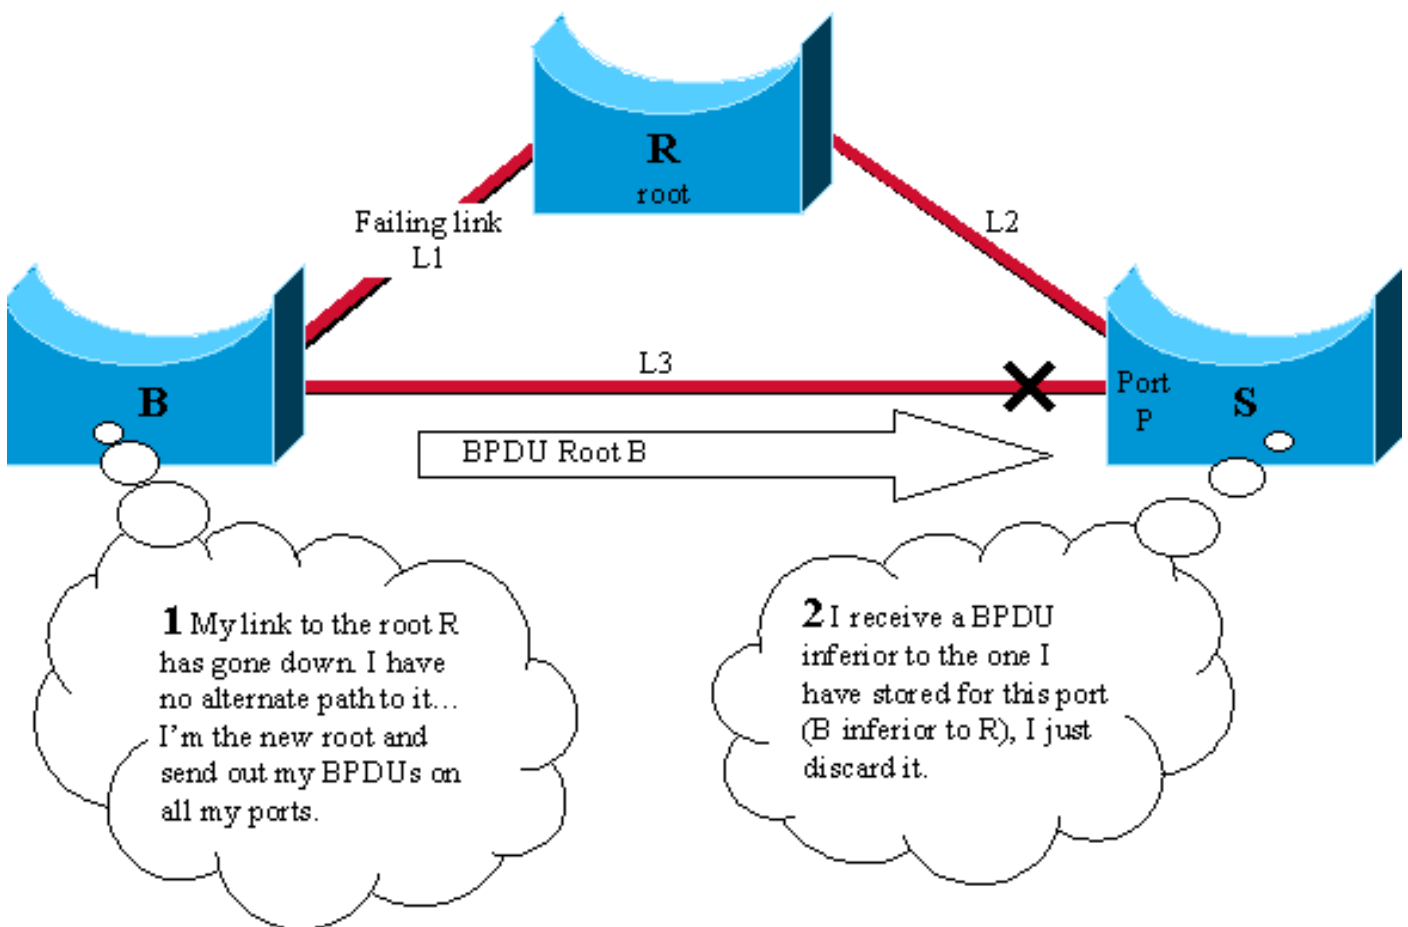 R
root
Failing link
L1
L2
L3
B
Port
P
S
BPDU Root B
1 My link to the root R
has gone down. I have
no alternate path to it...
I'm the new root and
send out my BPDUs on
all my ports.
2 I receive a BPDU
inferior to the one I
have stored for this port
(B inferior to R), I just
discard it.